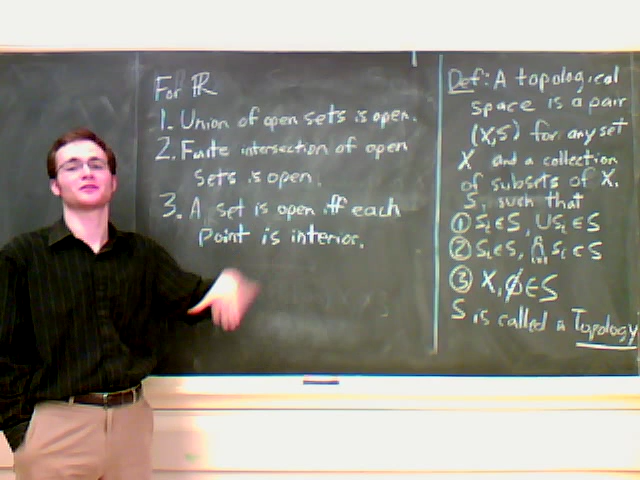 For ℝ
1. Union of open sets is open.
2. Finite intersection of open
sets is open.
3. A set is open iff each
point is interior.
Def: A topological
space is a pair
(X,S) for any set
X and a collection
of subsets of X,
S, such that
① Sᵢ∈S, ∪Sᵢ∈S
② Sᵢ∈S, ⋂ⁿᵢ₌₁ Sᵢ∈S
③ X,∅∈S
S is called a Topology